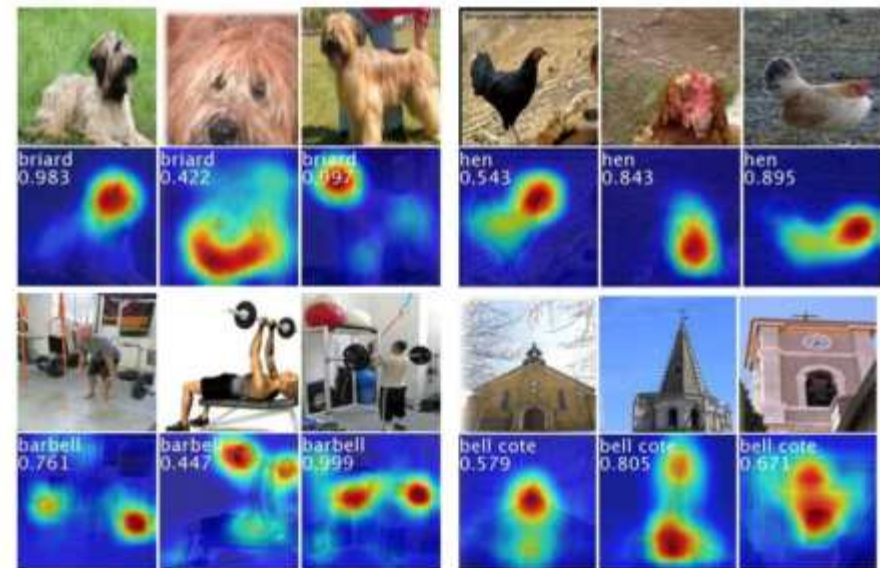 briard
0.983
briard
0.422
briard
0.997
hen
0.543
hen
0.843
hen
0.895
barbell
0.761
barbell
0.447
barbell
0.999
bell cote
0.579
bell cote
0.805
bell cote
0.671